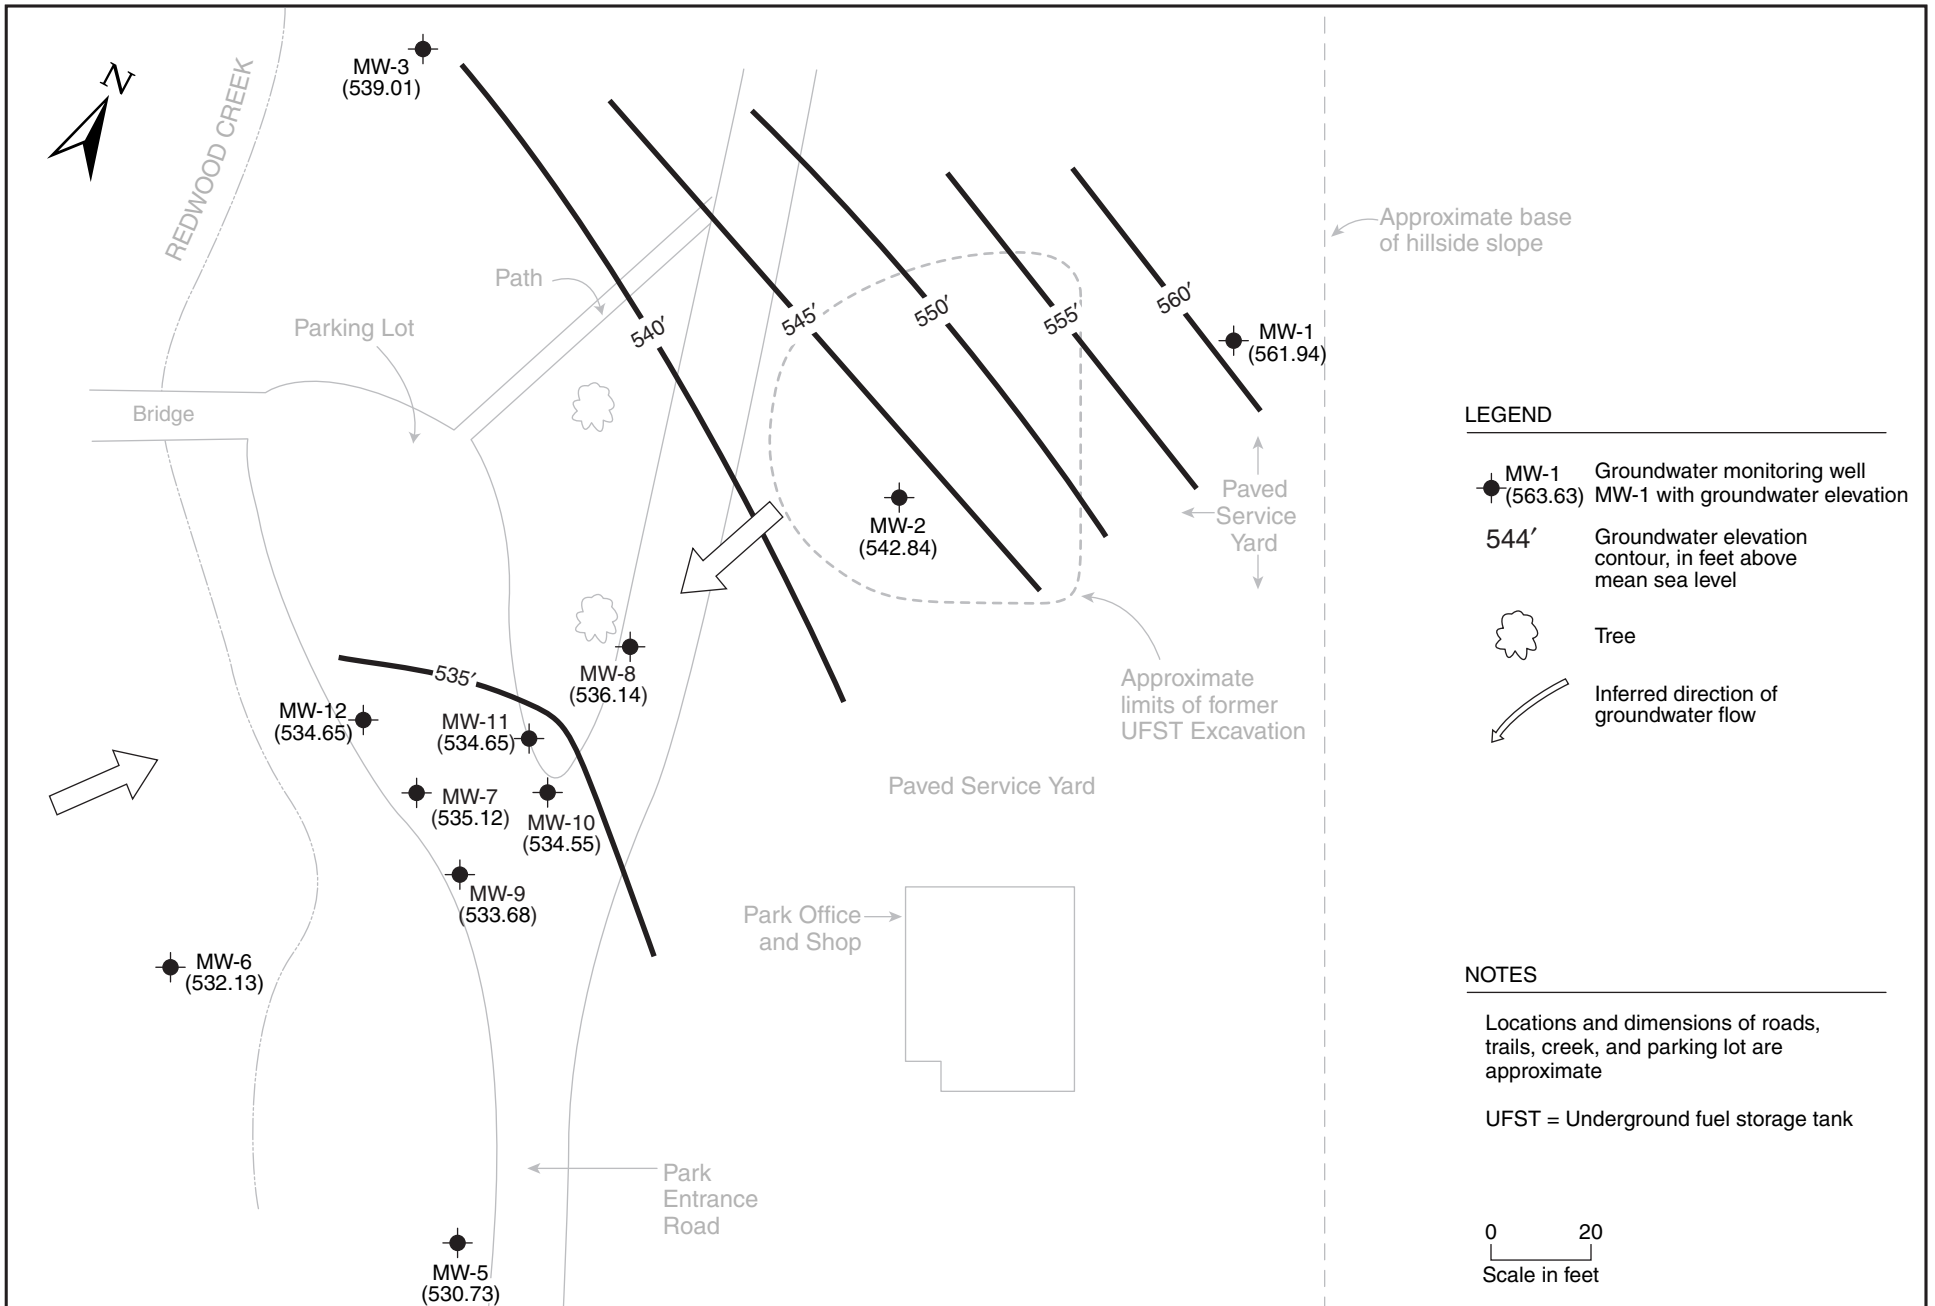 N
REDWOOD CREEK
MW-3
(539.01)
Path
Parking Lot
Bridge
540′
545′
550′
555′
560′
MW-1
(561.94)
Approximate base
of hillside slope
MW-2
(542.84)
Paved
Service
Yard
MW-8
(536.14)
535′
MW-12
(534.65)
MW-11
(534.65)
MW-7
(535.12)
MW-10
(534.55)
MW-9
(533.68)
MW-6
(532.13)
MW-5
(530.73)
Approximate
limits of former
UFST Excavation
Paved Service Yard
Park Office
and Shop
Park
Entrance
Road
LEGEND
MW-1
(563.63)
Groundwater monitoring well
MW-1 with groundwater elevation
544′
Groundwater elevation
contour, in feet above
mean sea level
Tree
Inferred direction of
groundwater flow
NOTES
Locations and dimensions of roads,
trails, creek, and parking lot are
approximate
UFST = Underground fuel storage tank
0 20
Scale in feet